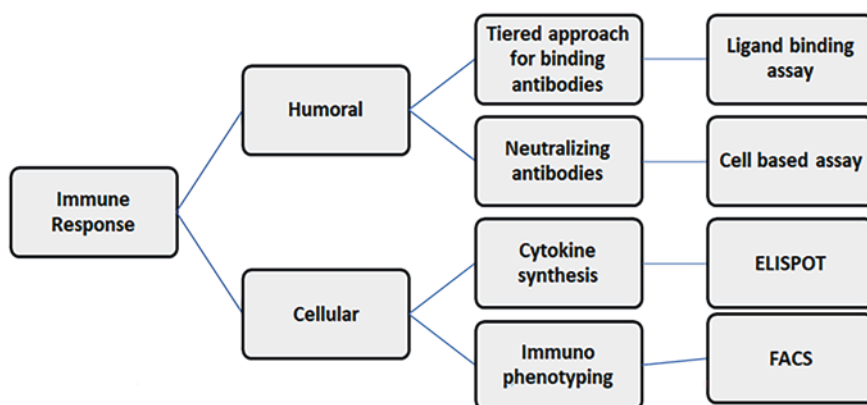 Immune
Response
Humoral
Cellular
Tiered approach
for binding
antibodies
Neutralizing
antibodies
Cytokine
synthesis
Immuno
phenotyping
Ligand binding
assay
Cell based assay
ELISPOT
FACS